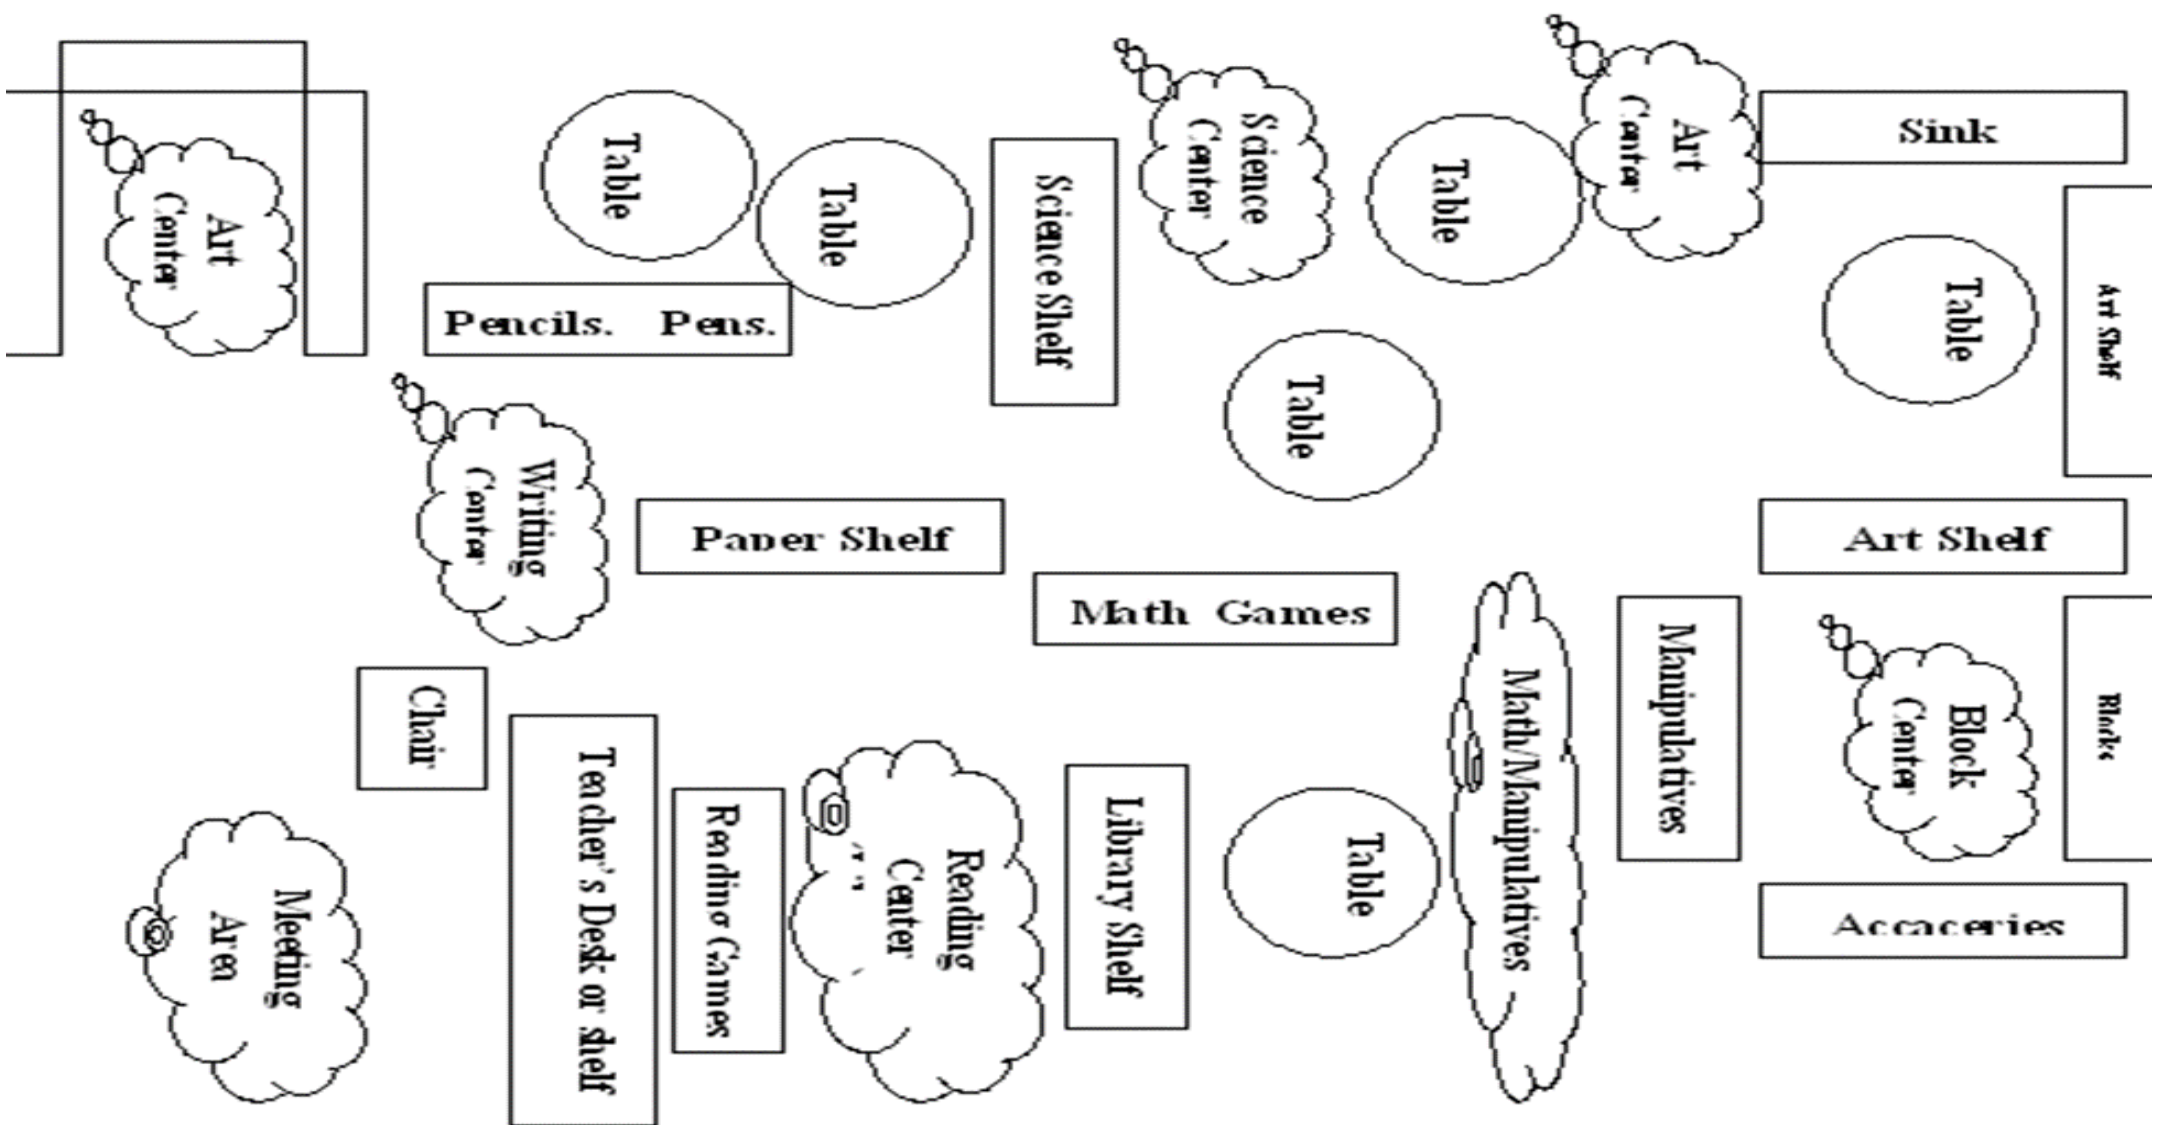 Art
Center
Table
Table
Science Shelf
Science
Center
Table
Art
Center
Sink
Table
Art Shelf
Pencils. Pens.
Table
Writing
Center
Paper Shelf
Math Games
Art Shelf
Chair
Teacher's Desk or shelf
Reading Games
Reading
Center
Library Shelf
Table
Math/Manipulatives
Manipulatives
Block
Center
Blocks
Accaceries
Meeting
Area